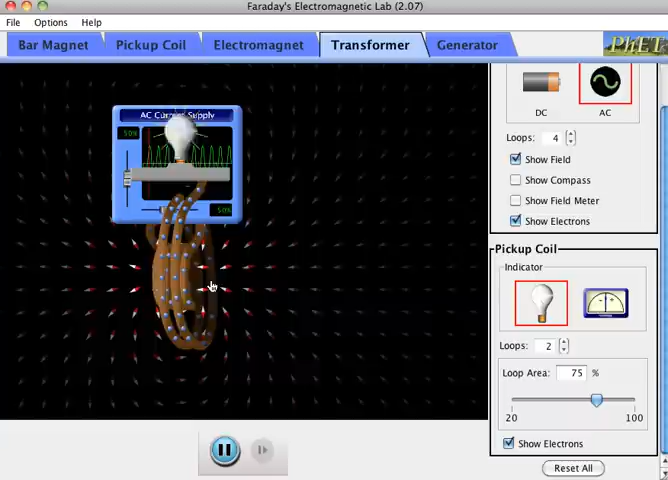 Faraday's Electromagnetic Lab (2.07)
File Options Help
Bar Magnet Pickup Coil Electromagnet Transformer Generator PhET
AC Current Supply
50%
50%
DC AC
Loops: 4
Show Field
Show Compass
Show Field Meter
Show Electrons
Pickup Coil
Indicator
Loops: 2
Loop Area: 75 %
20 100
Show Electrons
Reset All